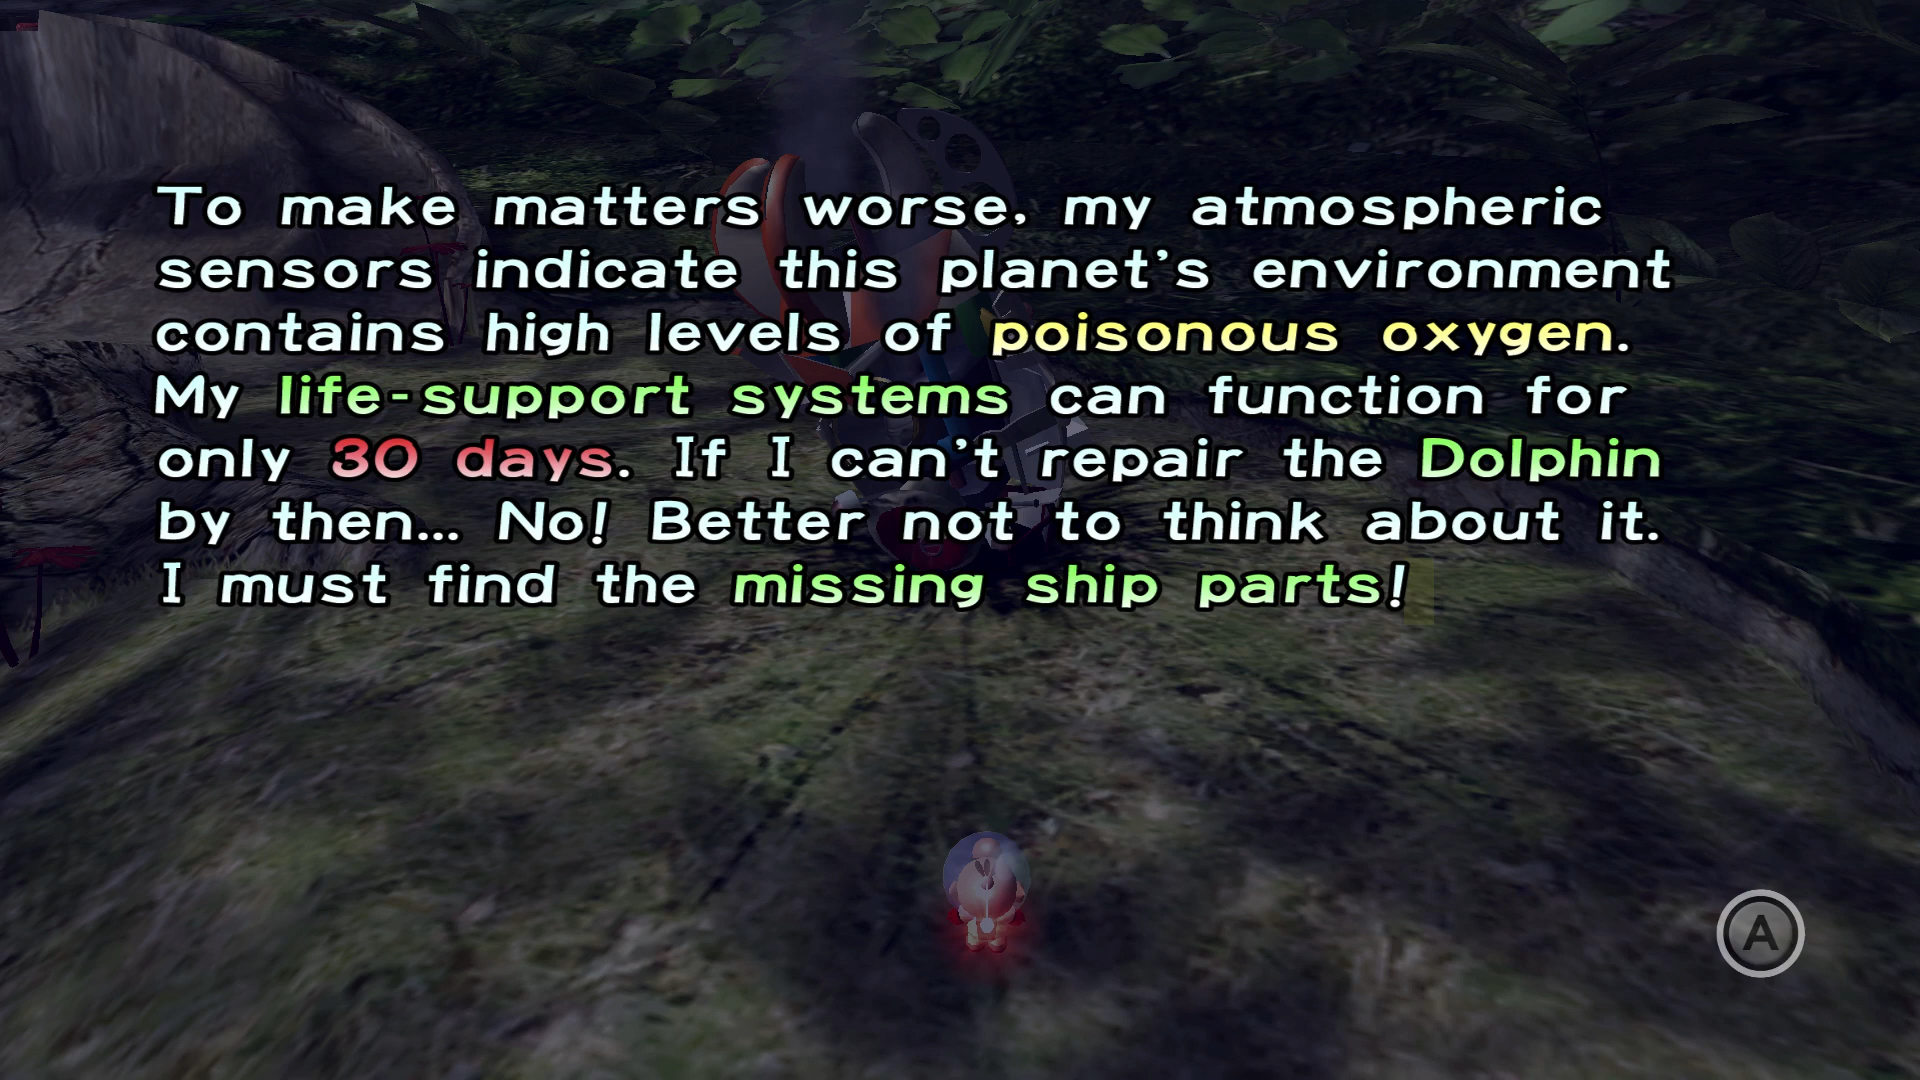 To make matters worse, my atmospheric
sensors indicate this planet's environment
contains high levels of poisonous oxygen.
My life-support systems can function for
only 30 days. If I can't repair the Dolphin
by then... No! Better not to think about it.
I must find the missing ship parts!
A